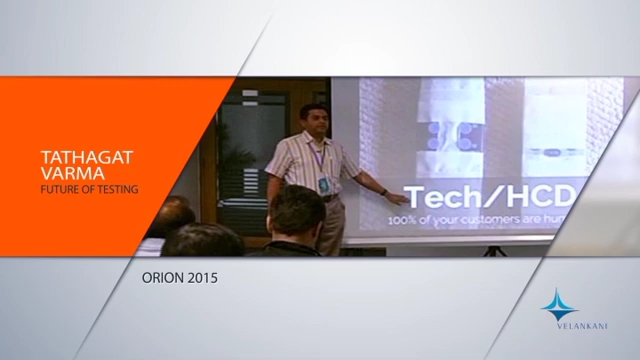 TATHAGAT
VARMA
FUTURE OF TESTING
Tech/HCD
100% of your customers are hum
ORION 2015
VELANKANI